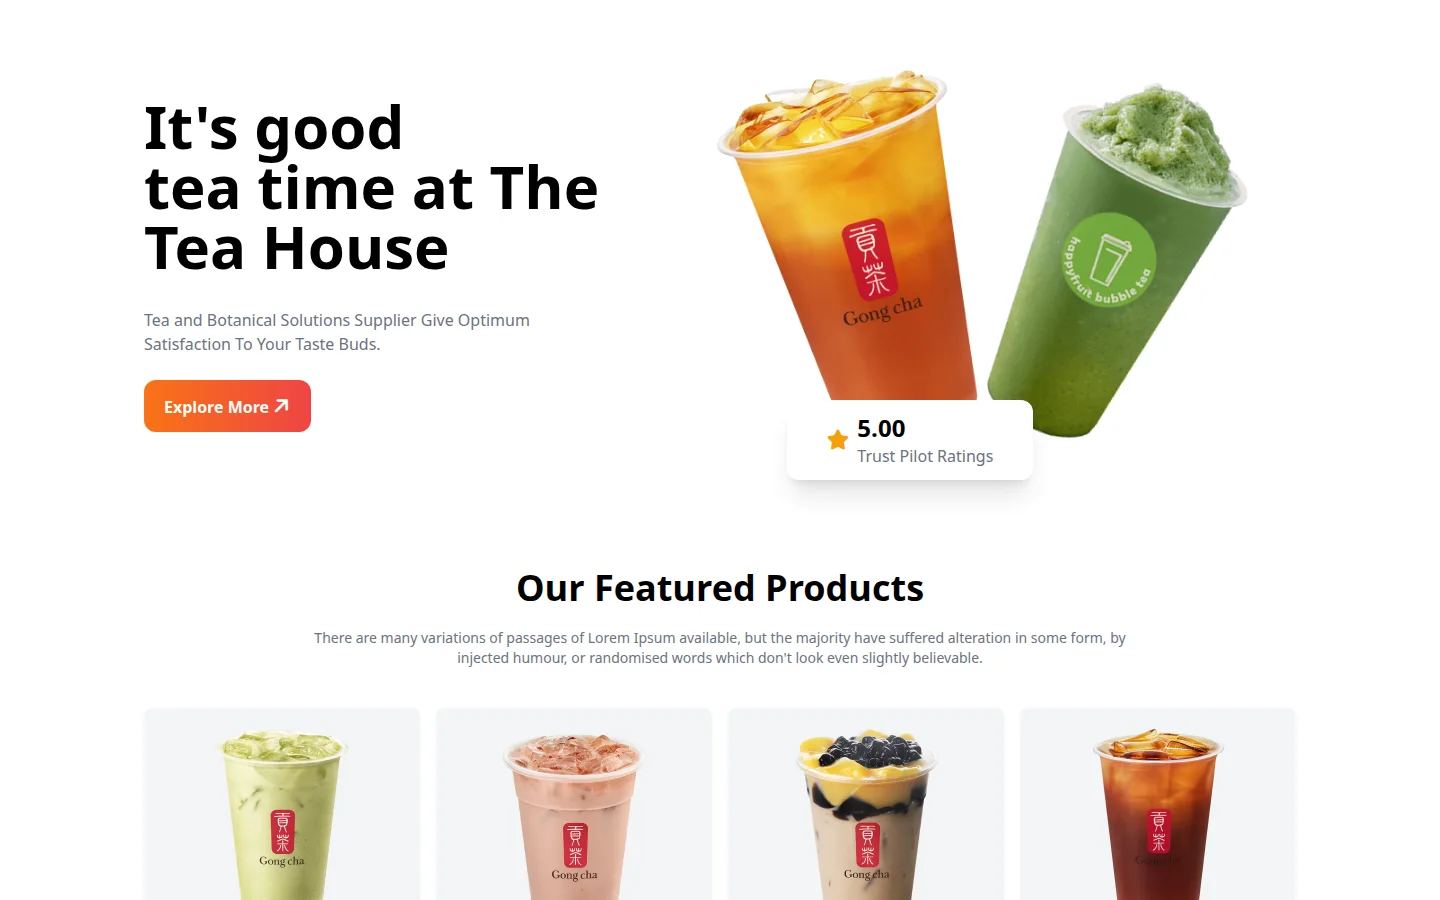 It's good
tea time at The
Tea House
Tea and Botanical Solutions Supplier Give Optimum
Satisfaction To Your Taste Buds.
Explore More
貢茶
Gong cha
happyfruit bubble tea
5.00
Trust Pilot Ratings
Our Featured Products
There are many variations of passages of Lorem Ipsum available, but the majority have suffered alteration in some form, by
injected humour, or randomised words which don't look even slightly believable.
貢茶
Gong cha
貢茶
Gong cha
貢茶
Gong cha
貢茶
Gong cha